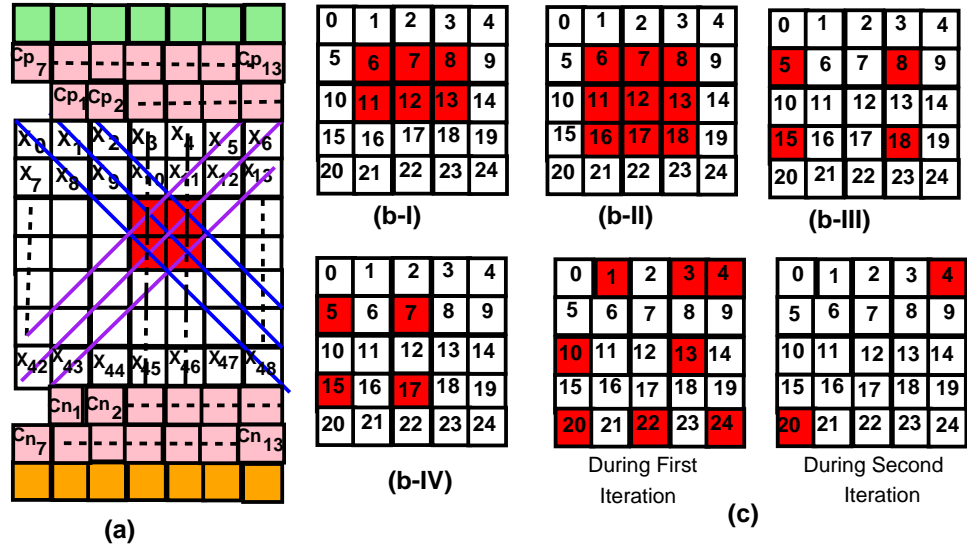 Cp7 Cp13
Cp1 Cp2
X0 X1 X2 X3 X4 X5 X6
X7 X8 X9 X10 X11 X12 X13
X42 X43 X44 X45 X46 X47 X48
Cn1 Cn2
Cn7 Cn13
(a)
0 1 2 3 4
5 6 7 8 9
10 11 12 13 14
15 16 17 18 19
20 21 22 23 24
(b-I)
0 1 2 3 4
5 6 7 8 9
10 11 12 13 14
15 16 17 18 19
20 21 22 23 24
(b-II)
0 1 2 3 4
5 6 7 8 9
10 11 12 13 14
15 16 17 18 19
20 21 22 23 24
(b-III)
0 1 2 3 4
5 6 7 8 9
10 11 12 13 14
15 16 17 18 19
20 21 22 23 24
(b-IV)
0 1 2 3 4
5 6 7 8 9
10 11 12 13 14
15 16 17 18 19
20 21 22 23 24
During First
Iteration
0 1 2 3 4
5 6 7 8 9
10 11 12 13 14
15 16 17 18 19
20 21 22 23 24
During Second
Iteration
(c)